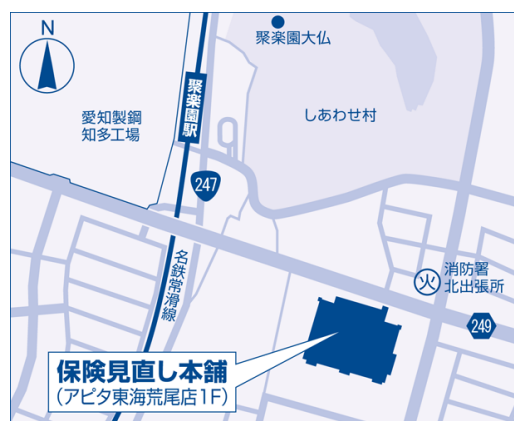 N
聚楽園大仏
しあわせ村
愛知製鋼
知多工場
聚楽園駅
247
名鉄常滑線
火
消防署
北出張所
249
保険見直し本舗
(アピタ東海荒尾店1F)